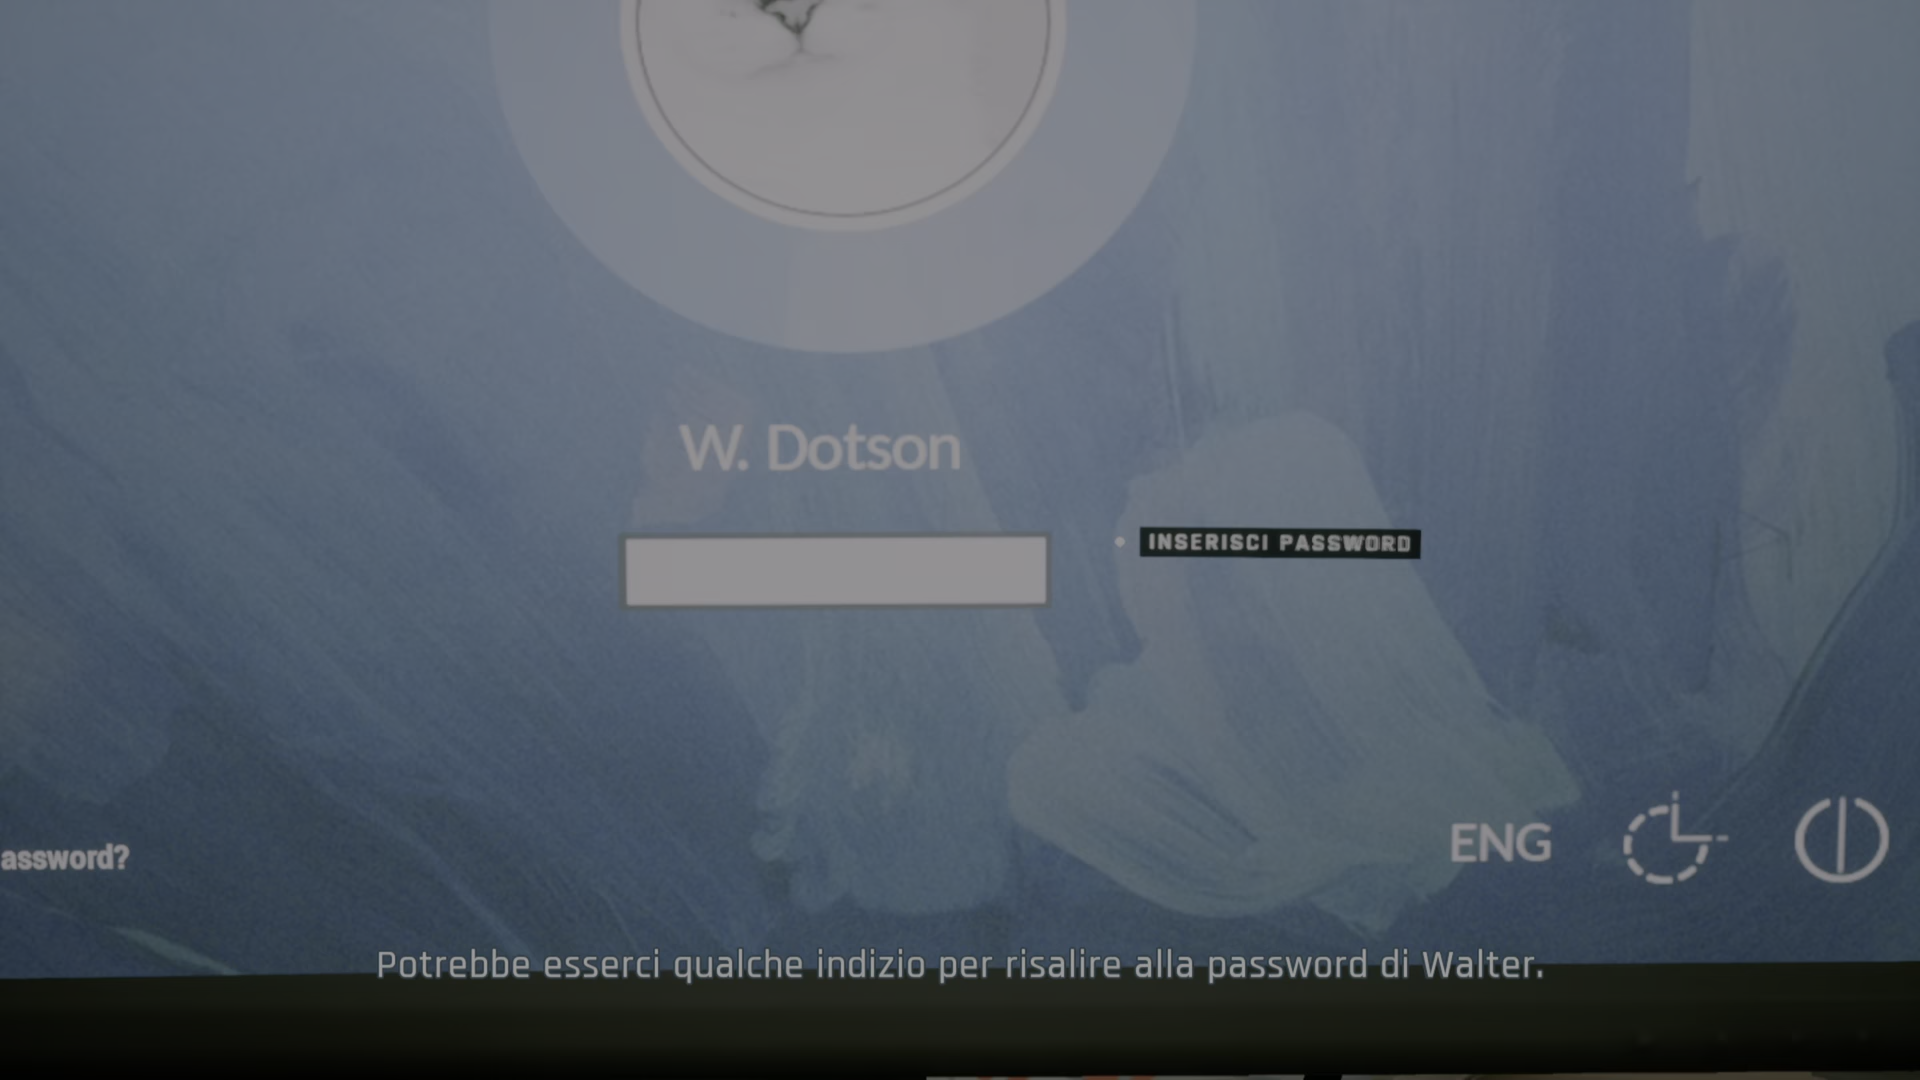 W. Dotson
INSERISCI PASSWORD
assword?
ENG
Potrebbe esserci qualche indizio per risalire alla password di Walter.